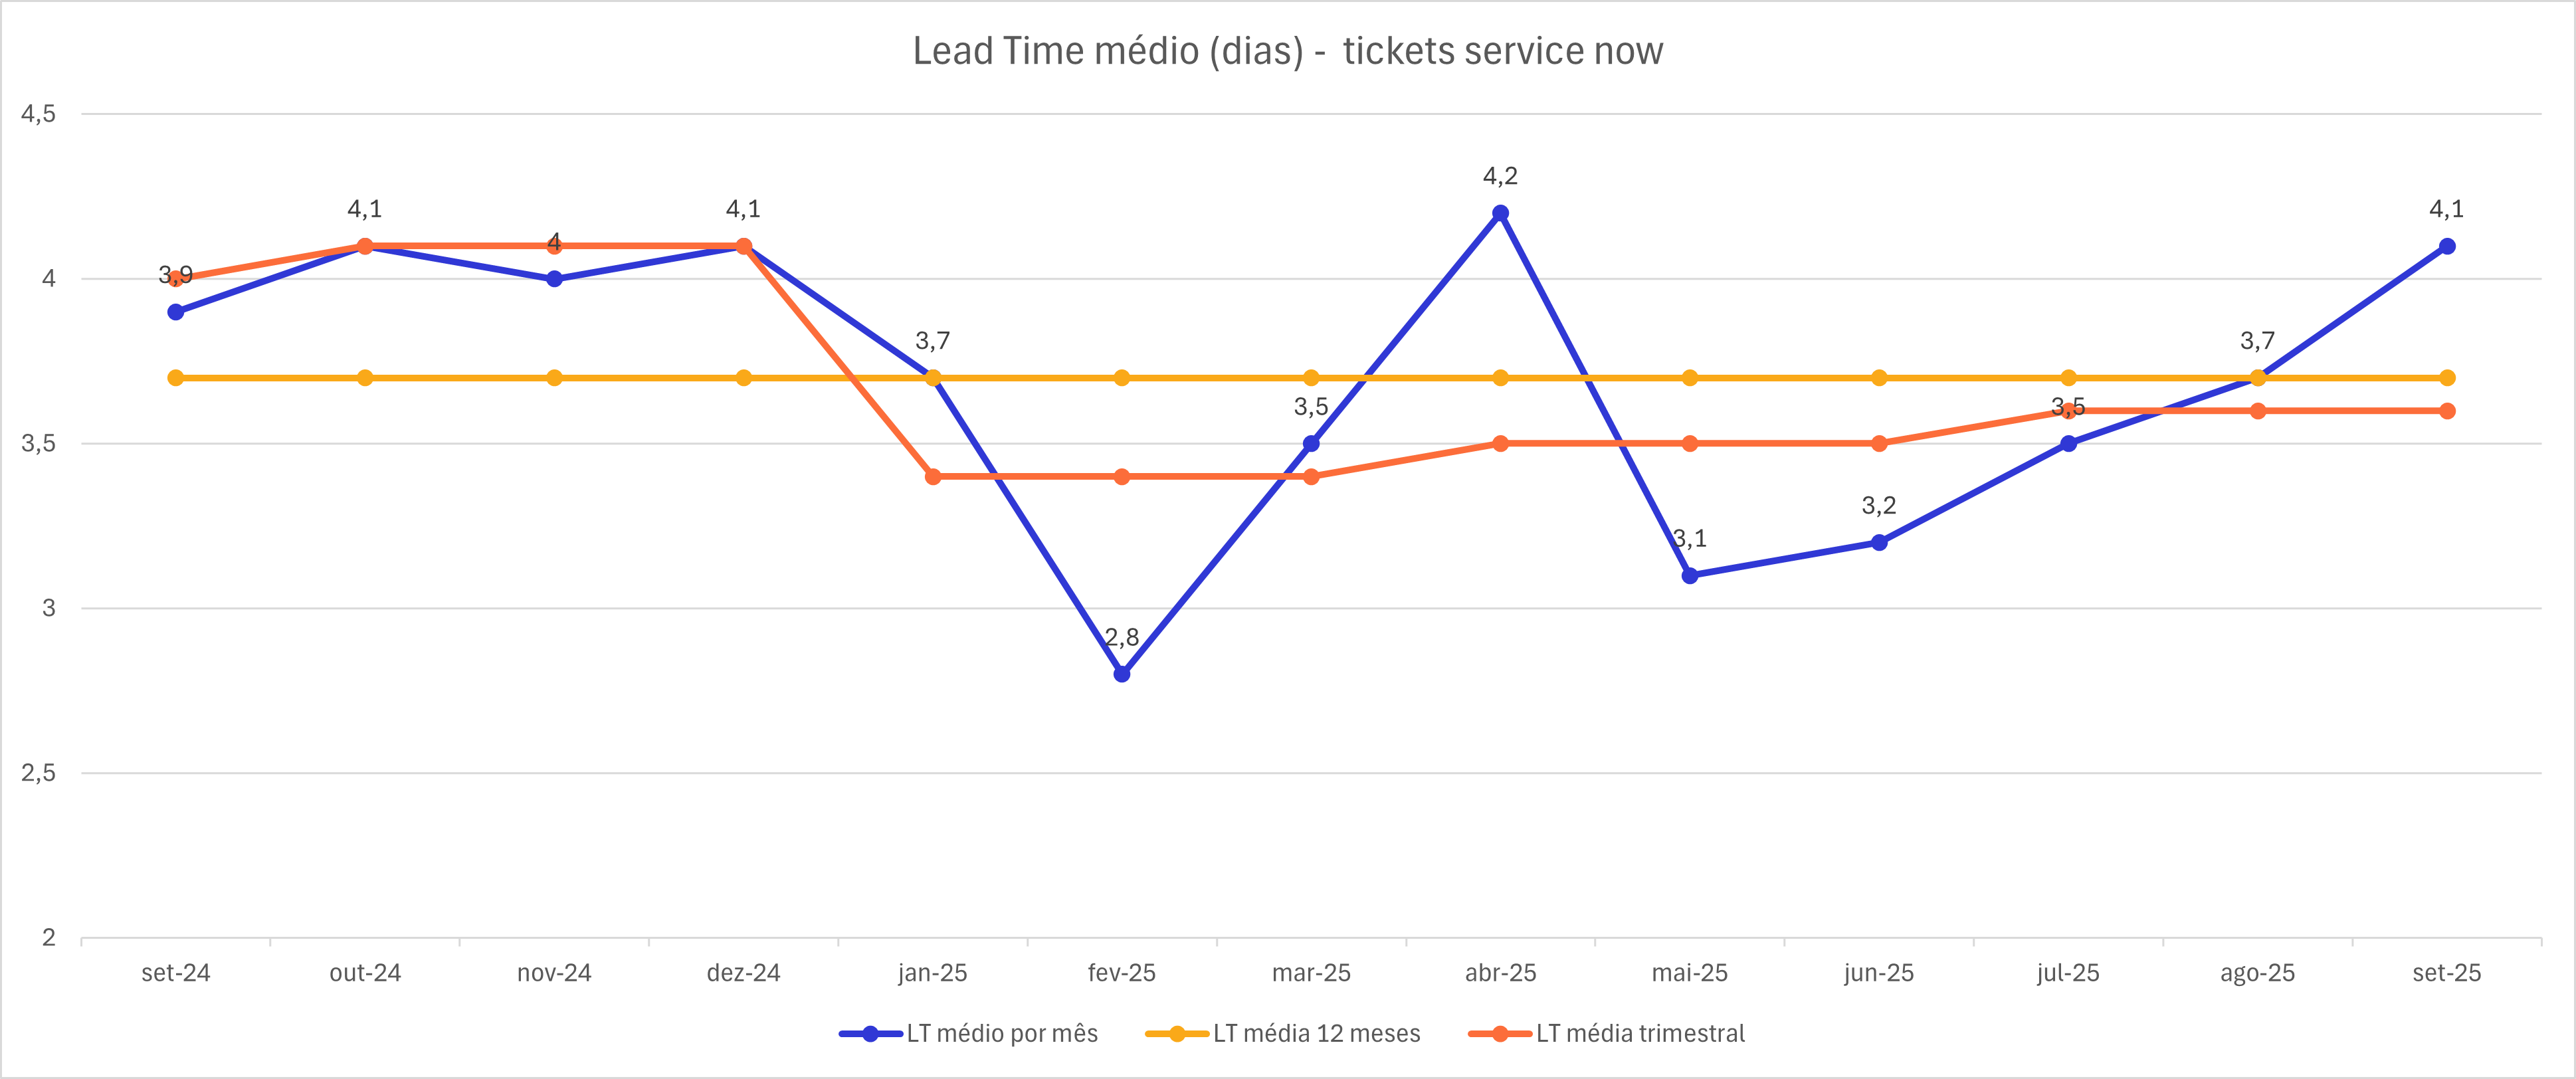 Lead Time médio (dias) -  tickets service now
4,5
4
3,5
3
2,5
2
3,9
4,1
4
4,1
3,7
2,8
3,5
4,2
3,1
3,2
3,5
3,7
4,1
set-24
out-24
nov-24
dez-24
jan-25
fev-25
mar-25
abr-25
mai-25
jun-25
jul-25
ago-25
set-25
LT médio por mês
LT média 12 meses
LT média trimestral